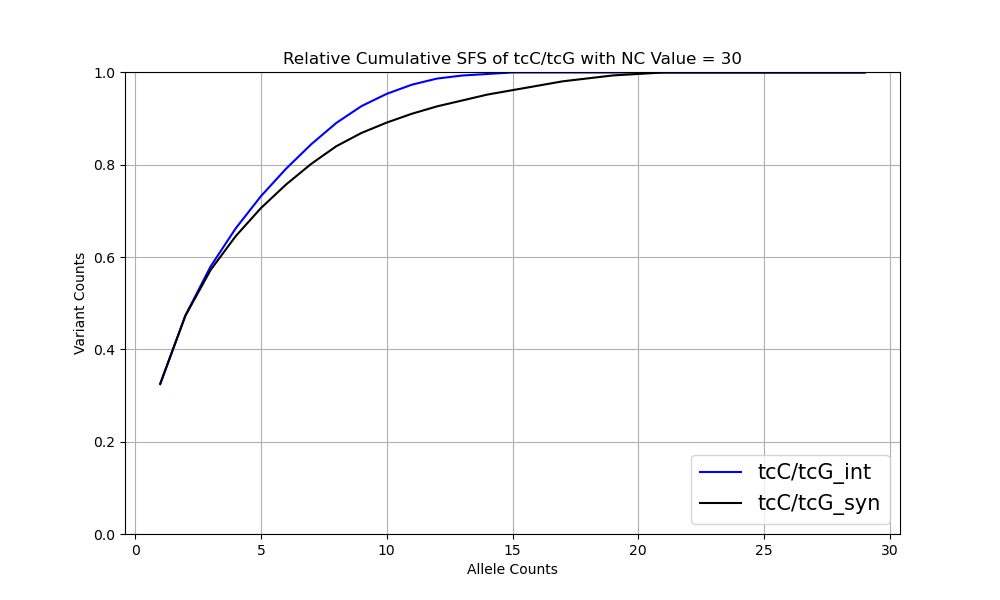 Relative Cumulative SFS of tcC/tcG with NC Value = 30
1.0
0.8
0.6
0.4
0.2
0.0
Variant Counts
0 5 10 15 20 25 30
Allele Counts
tcC/tcG_int
tcC/tcG_syn